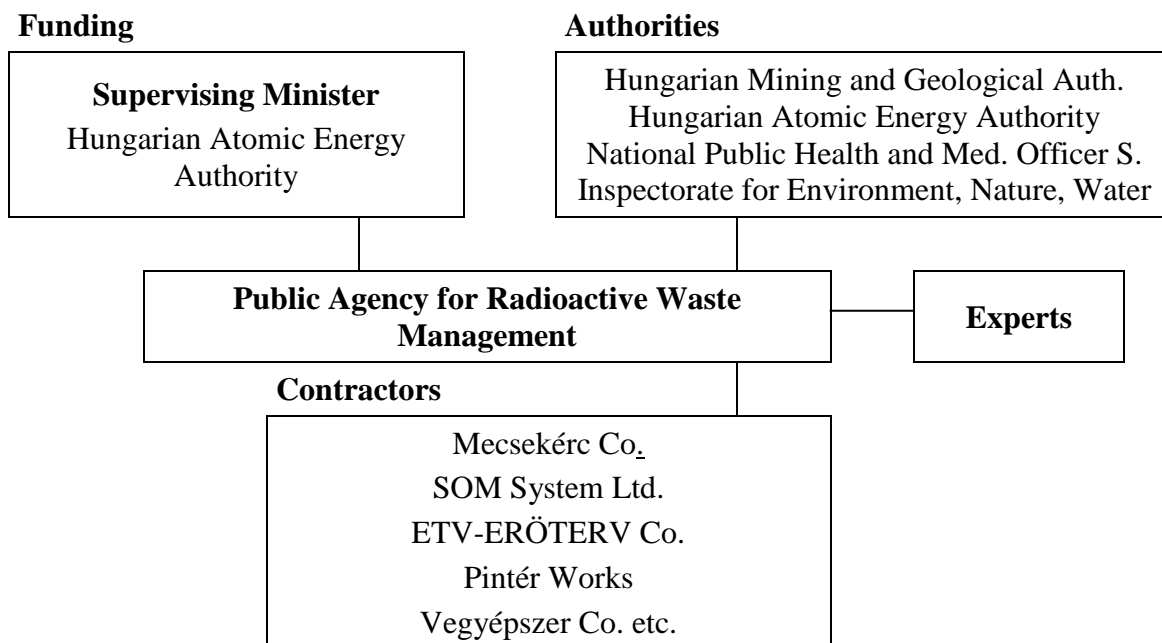 Funding
Authorities
Supervising Minister
Hungarian Atomic Energy
Authority
Hungarian Mining and Geological Auth.
Hungarian Atomic Energy Authority
National Public Health and Med. Officer S.
Inspectorate for Environment, Nature, Water
Public Agency for Radioactive Waste
Management
Experts
Contractors
Mecsekérc Co.
SOM System Ltd.
ETV-ERÖTERV Co.
Pintér Works
Vegyépszer Co. etc.